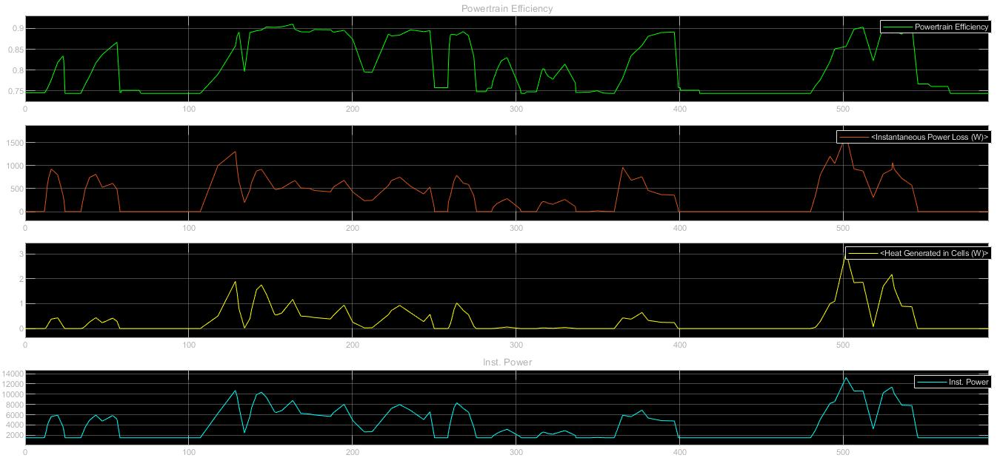 Powertrain Efficiency
Powertrain Efficiency
0.9
0.85
0.8
0.75
0 100 200 300 400 500
<Instantaneous Power Loss (W)>
1500
1000
500
0
0 100 200 300 400 500
<Heat Generated in Cells (W)>
3
2
1
0
0 100 200 300 400 500
Inst. Power
Inst. Power
14000
12000
10000
8000
6000
4000
2000
0 100 200 300 400 500